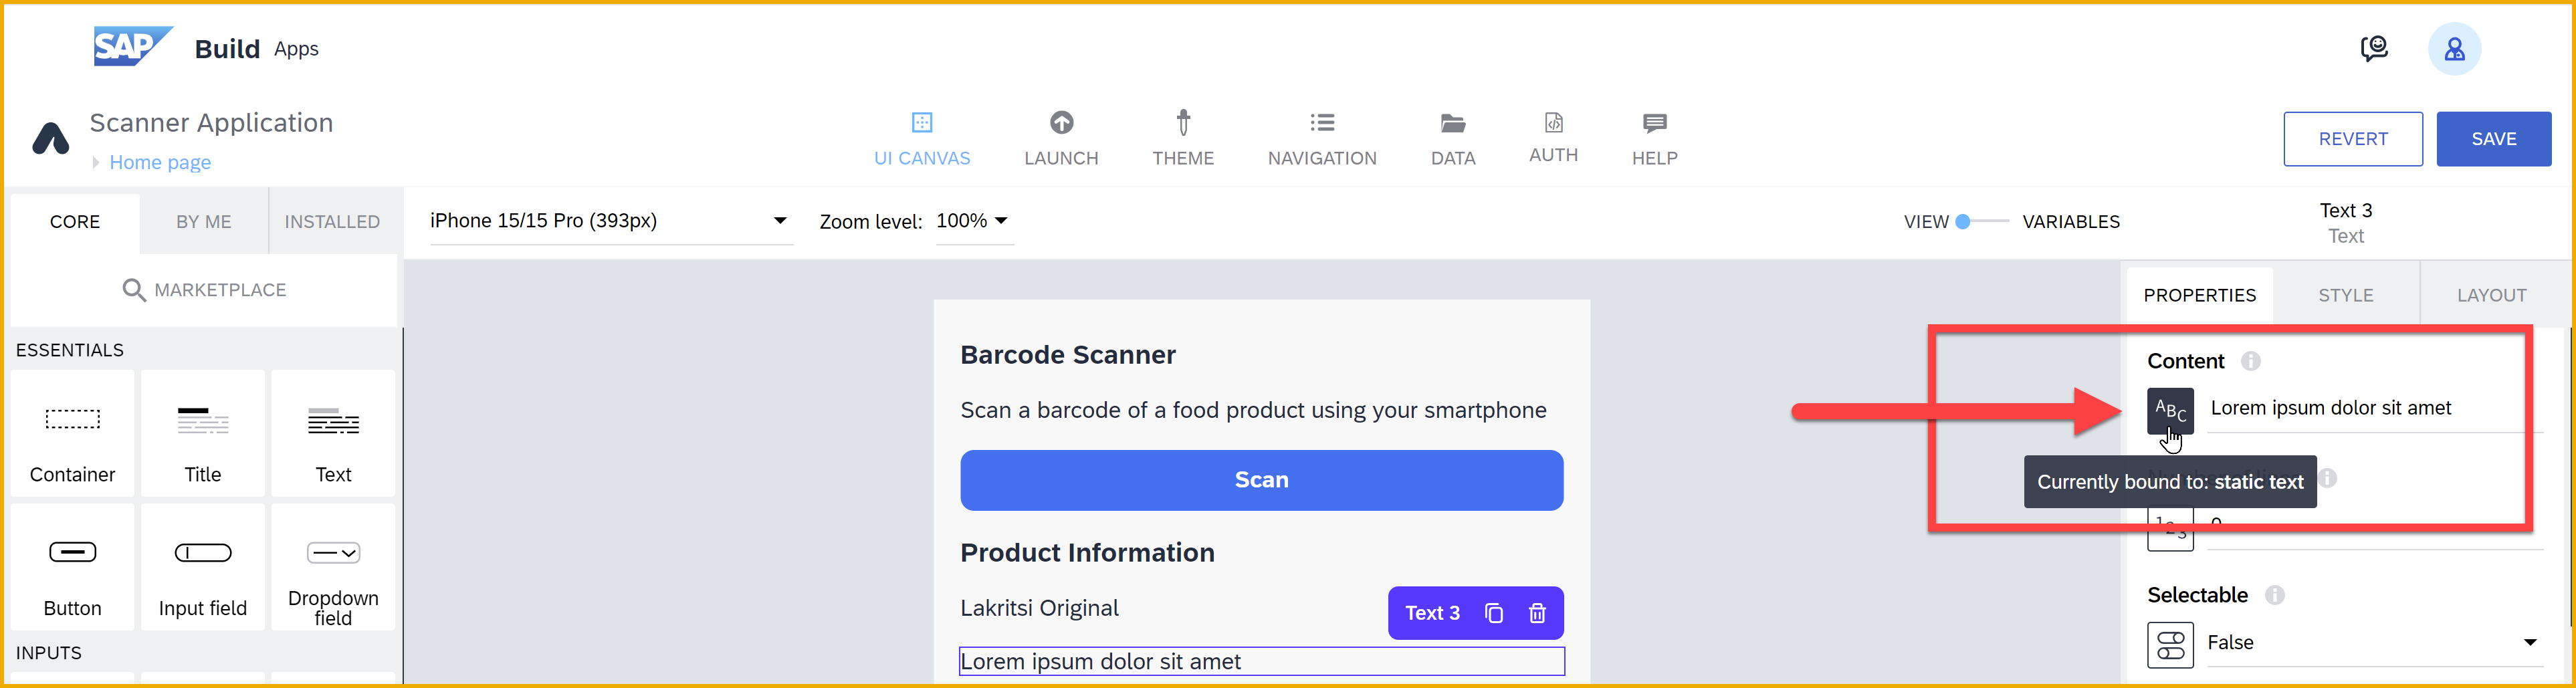 SAP Build Apps
Scanner Application
Home page
UI CANVAS
LAUNCH
THEME
NAVIGATION
DATA
AUTH
HELP
REVERT
SAVE
CORE
BY ME
INSTALLED
iPhone 15/15 Pro (393px)
Zoom level: 100%
VIEW
VARIABLES
Text 3
Text
MARKETPLACE
PROPERTIES
STYLE
LAYOUT
ESSENTIALS
Container
Title
Text
Button
Input field
Dropdown
field
INPUTS
Barcode Scanner
Scan a barcode of a food product using your smartphone
Scan
Product Information
Lakritsi Original
Text 3
Lorem ipsum dolor sit amet
Content
ABC
Lorem ipsum dolor sit amet
Currently bound to: static text
123
0
Selectable
False